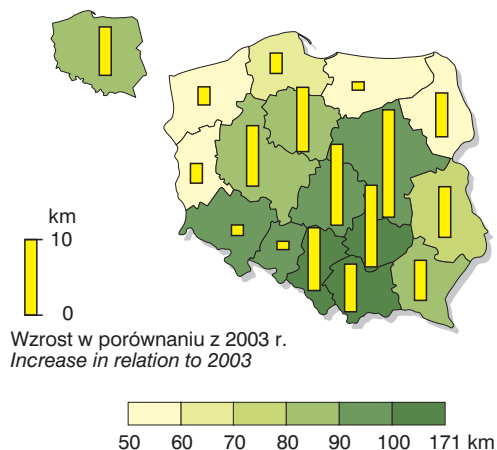 km
10
0
Wzrost w porównaniu z 2003 r.
Increase in relation to 2003
50 60 70 80 90 100 171 km